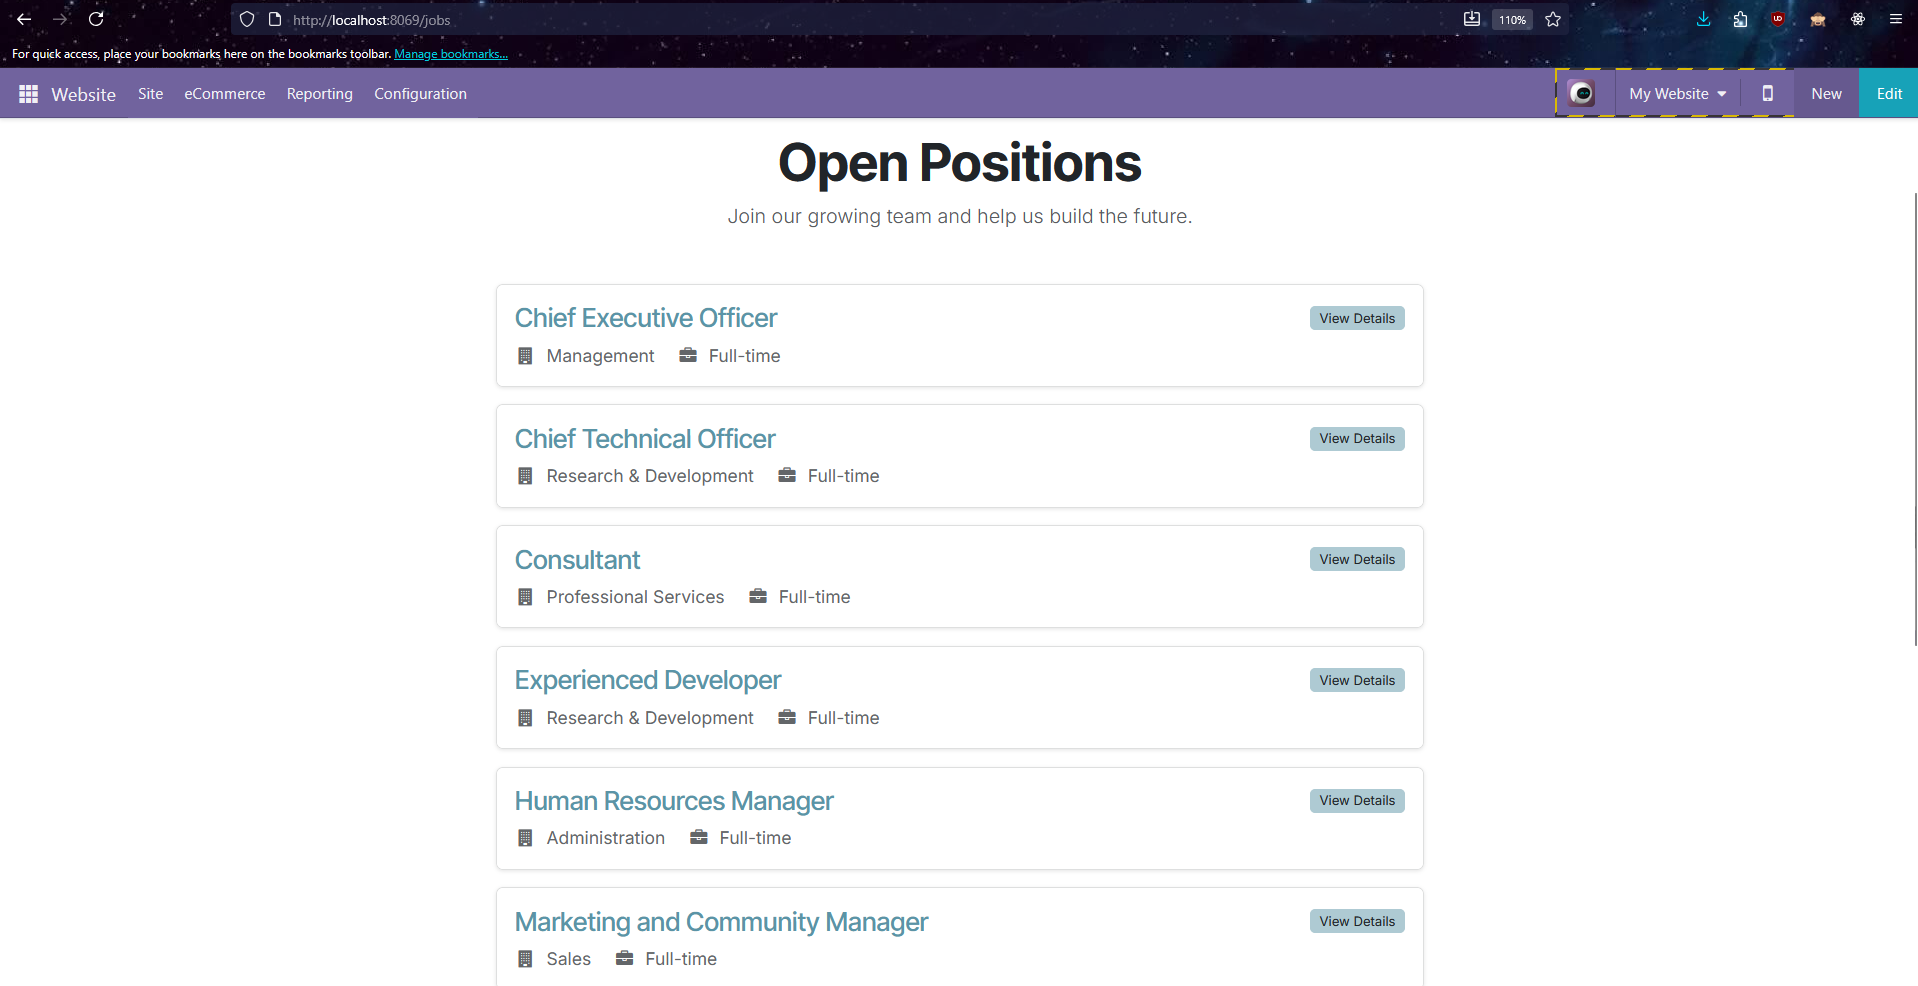 http://localhost:8069/jobs
110%
For quick access, place your bookmarks here on the bookmarks toolbar. Manage bookmarks...
Website Site eCommerce Reporting Configuration My Website New Edit
Open Positions
Join our growing team and help us build the future.
Chief Executive Officer View Details
Management Full-time
Chief Technical Officer View Details
Research & Development Full-time
Consultant View Details
Professional Services Full-time
Experienced Developer View Details
Research & Development Full-time
Human Resources Manager View Details
Administration Full-time
Marketing and Community Manager View Details
Sales Full-time